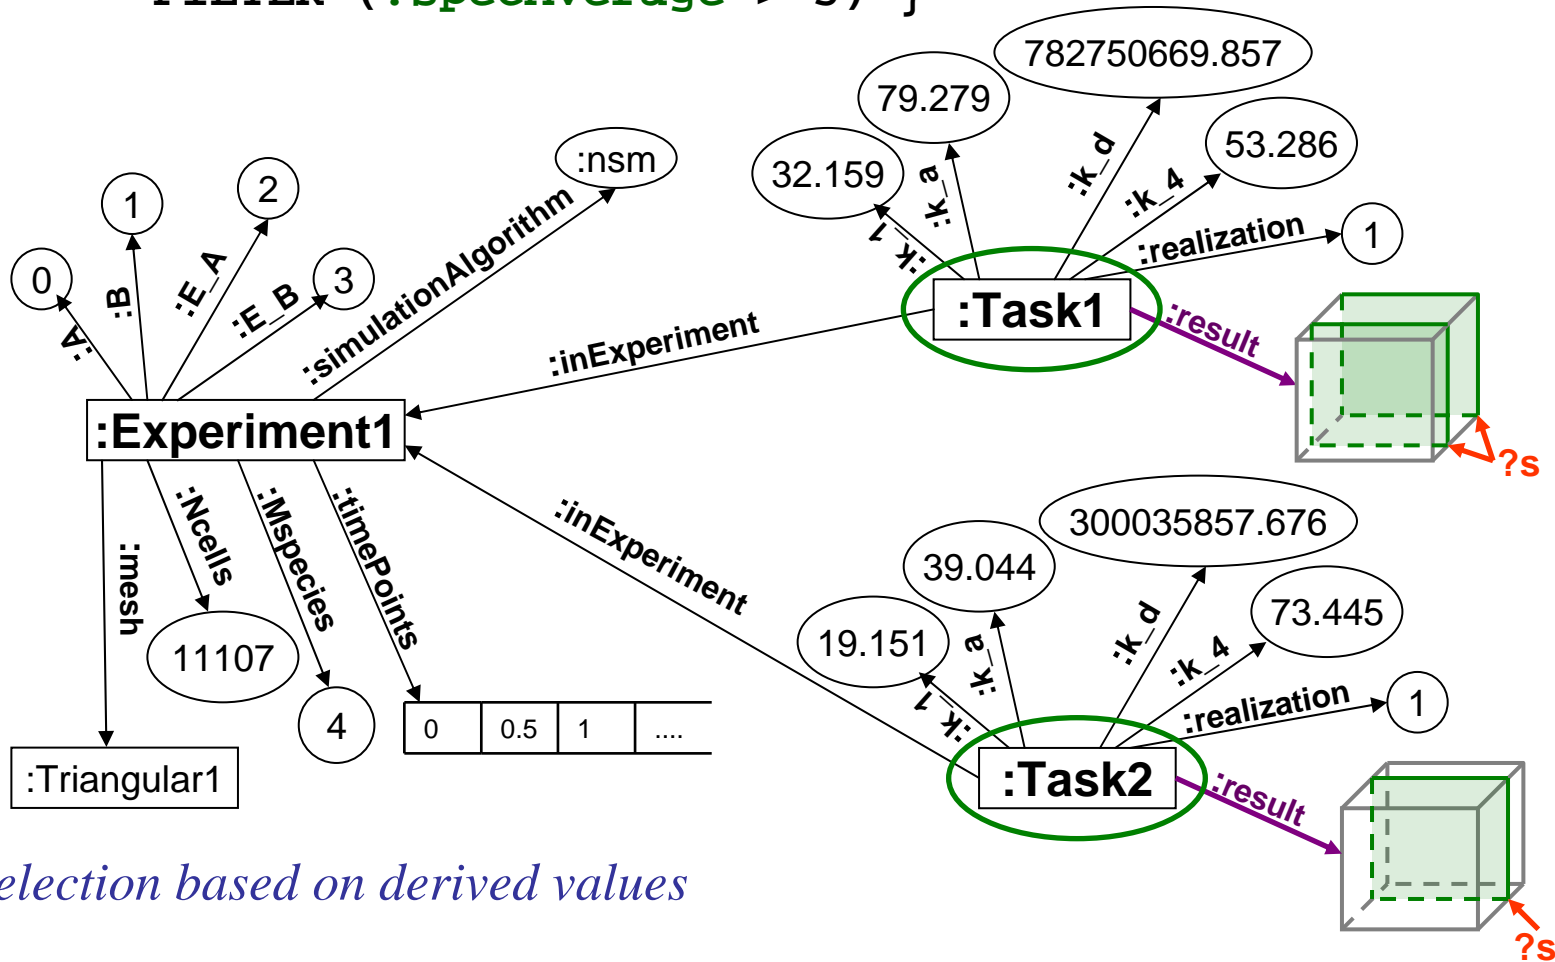 :nsm
782750669.857
79.279
53.286
32.159
:k_1
:k_a
:k_d
:k_4
:realization
1
:Task1
:result
?s
0
1
2
3
:A
:B
:E_A
:E_B
:simulationAlgorithm
:inExperiment
:Experiment1
:mesh
:Ncells
:Mspecies
:timePoints
:inExperiment
11107
4
0 0.5 1 ....
:Triangular1
300035857.676
39.044
73.445
19.151
:k_1
:k_a
:k_d
:k_4
:realization
1
:Task2
:result
?s
election based on derived values